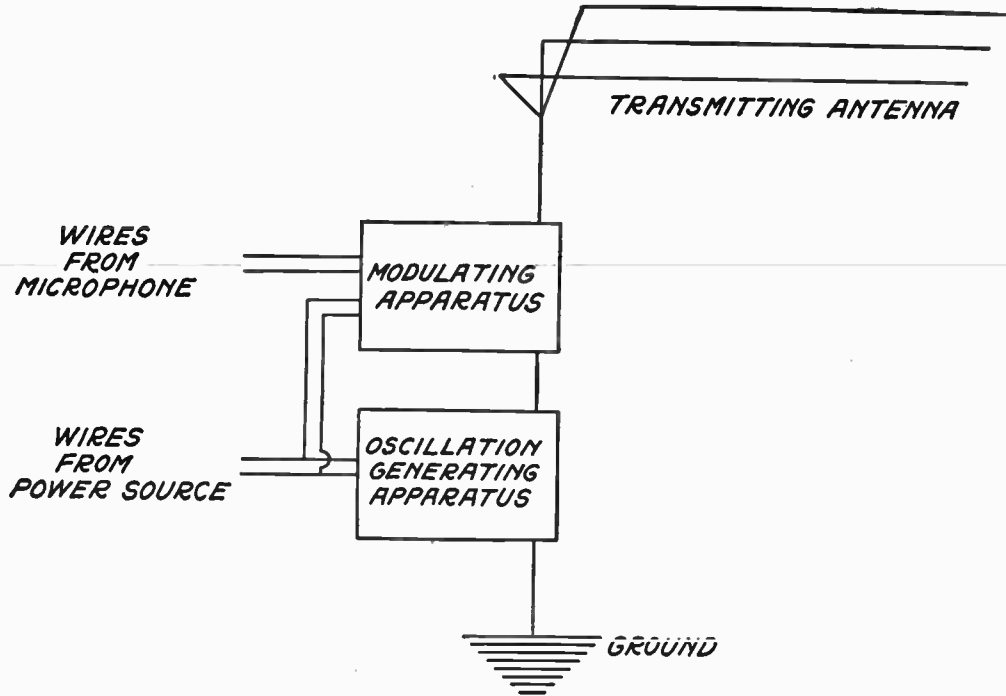 TRANSMITTING ANTENNA
WIRES
FROM
MICROPHONE
MODULATING
APPARATUS
WIRES
FROM
POWER SOURCE
OSCILLATION
GENERATING
APPARATUS
GROUND